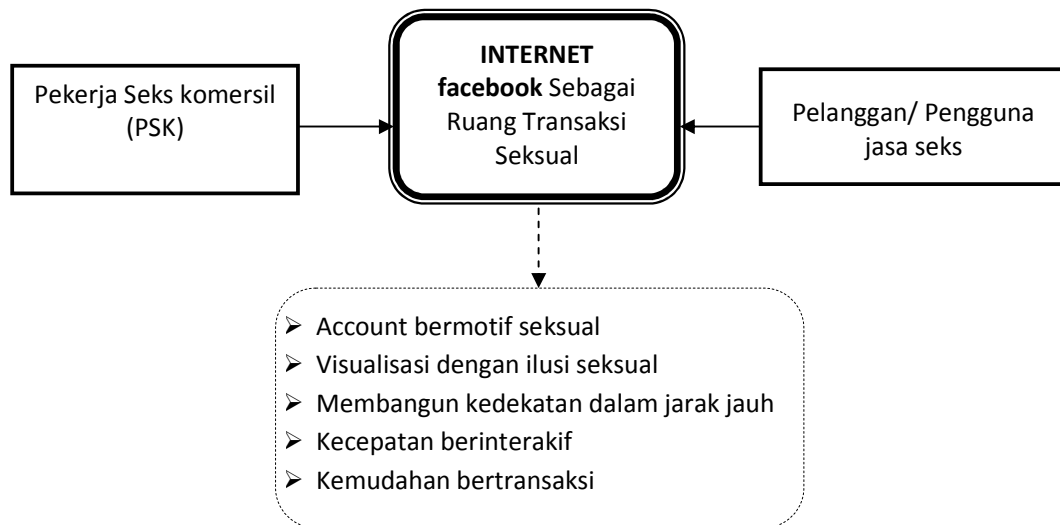 Pekerja Seks komersil
(PSK)
INTERNET
facebook Sebagai
Ruang Transaksi
Seksual
Pelanggan/ Pengguna
jasa seks
➢ Account bermotif seksual
➢ Visualisasi dengan ilusi seksual
➢ Membangun kedekatan dalam jarak jauh
➢ Kecepatan berinterakif
➢ Kemudahan bertransaksi